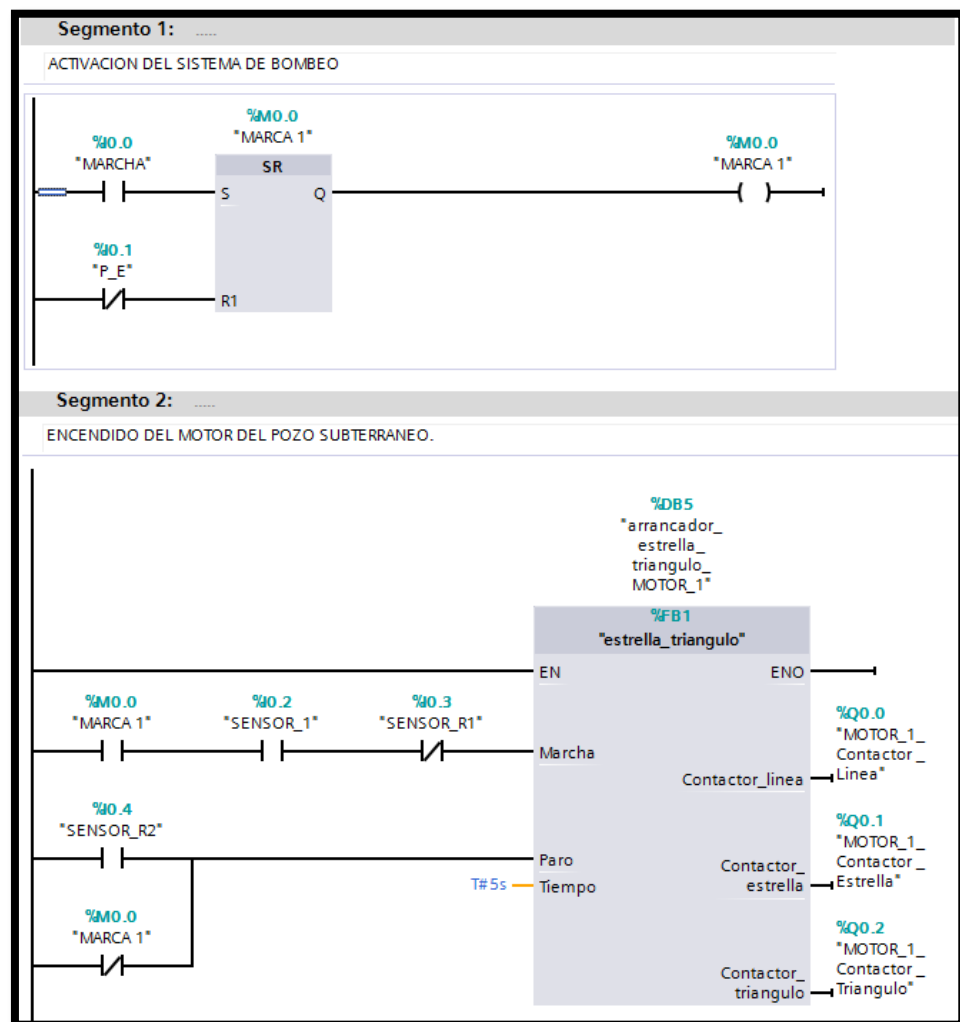 Segmento 1: .....
ACTIVACION DEL SISTEMA DE BOMBEO
%M0.0
"MARCA 1"
%I0.0
"MARCHA"
SR
S
Q
%M0.0
"MARCA 1"
%I0.1
"P_E"
R1
Segmento 2: .....
ENCENDIDO DEL MOTOR DEL POZO SUBTERRANEO.
%DB5
"arrancador_
estrella_
triangulo_
MOTOR_1"
%FB1
"estrella_triangulo"
EN
ENO
%M0.0
"MARCA 1"
%I0.2
"SENSOR_1"
%I0.3
"SENSOR_R1"
Marcha
Contactor_linea
%Q0.0
"MOTOR_1_
Contactor_
Linea"
%I0.4
"SENSOR_R2"
Paro
T#5s
Tiempo
Contactor_
estrella
%Q0.1
"MOTOR_1_
Contactor_
Estrella"
%M0.0
"MARCA 1"
Contactor_
triangulo
%Q0.2
"MOTOR_1_
Contactor_
Triangulo"